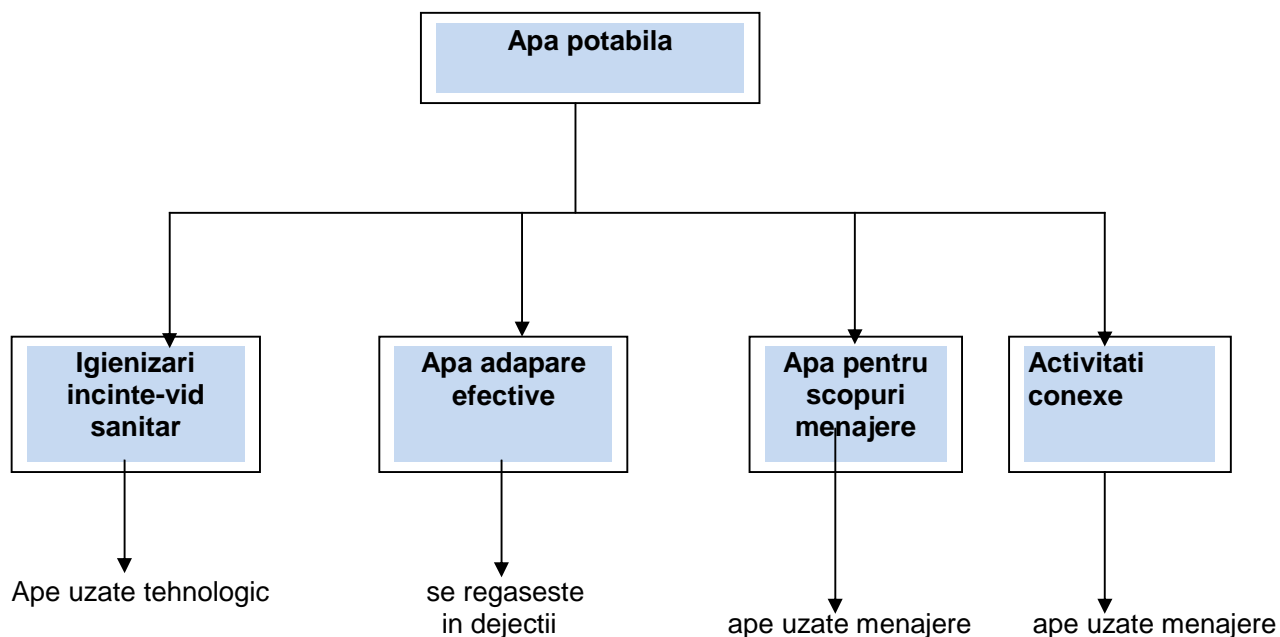 Apa potabila
Igienizari
incinte-vid
sanitar
Apa adapare
efective
Apa pentru
scopuri
menajere
Activitati
conexe
Ape uzate tehnologic
se regaseste
in dejectii
ape uzate menajere
ape uzate menajere